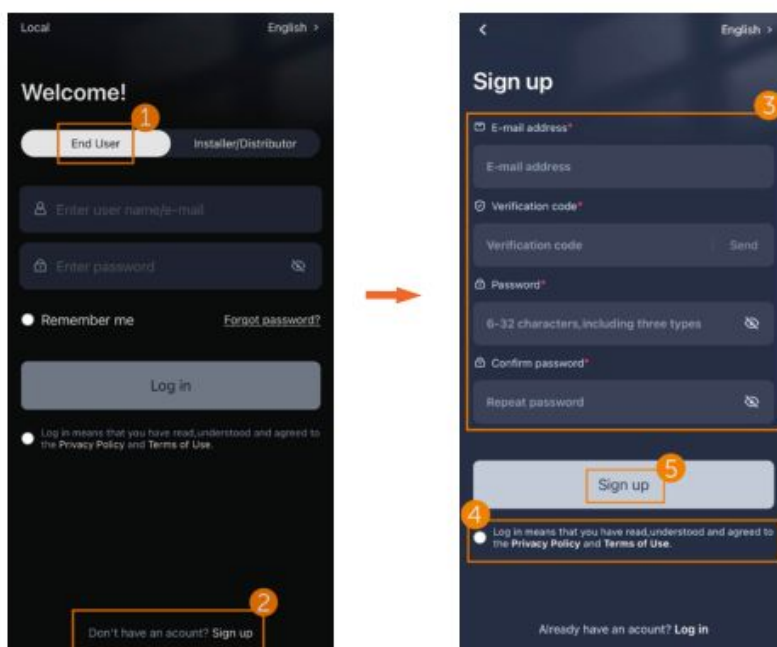 Local English >
Welcome!
1
End User Installer/Distributor
Enter user name/e-mail
Enter password
Remember me Forgot password?
Log in
Log in means that you have read,understood and agreed to
the Privacy Policy and Terms of Use.
2
Don't have an acount? Sign up
< English >
Sign up
3
E-mail address*
E-mail address
Verification code*
Verification code Send
Password*
6-32 characters,including three types
Confirm password*
Repeat password
5
Sign up
4
Log in means that you have read,understood and agreed to
the Privacy Policy and Terms of Use.
Already have an acount? Log in